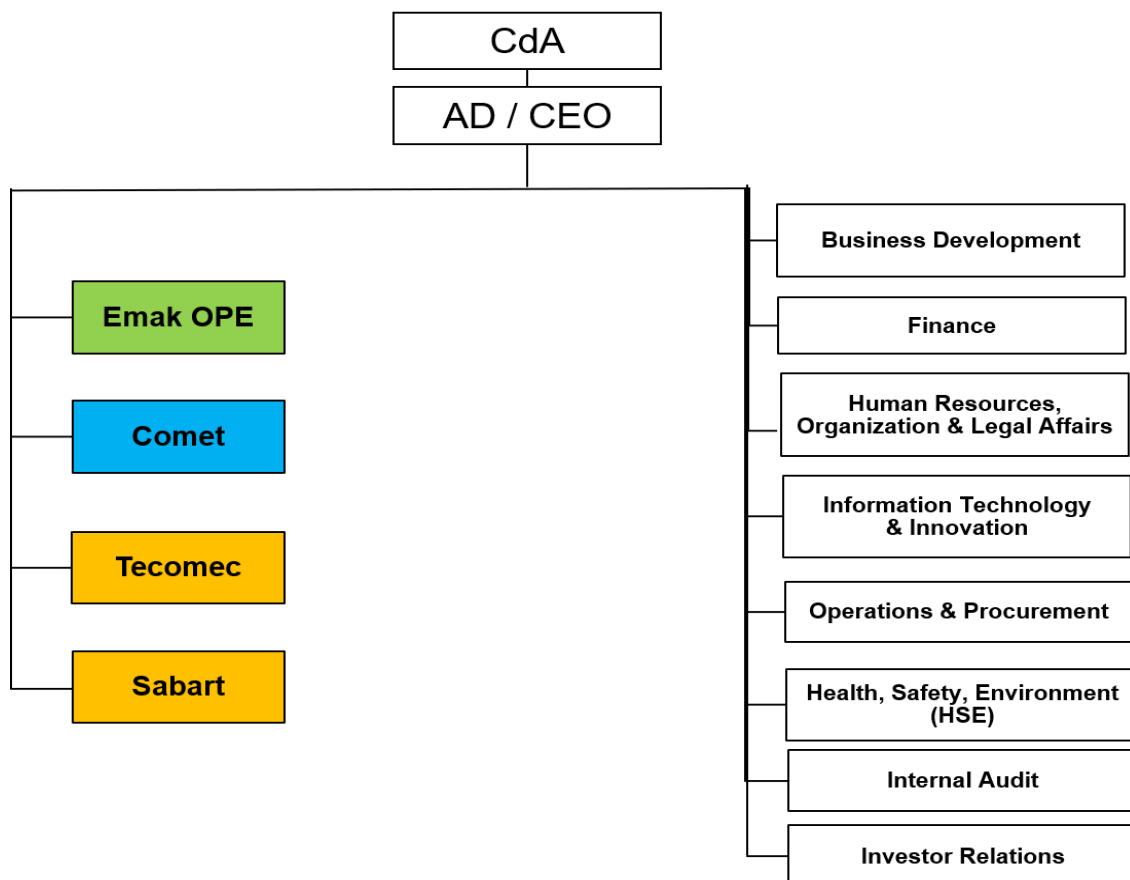 CdA
AD / CEO
Emak OPE
Comet
Tecomec
Sabart
Business Development
Finance
Human Resources,
Organization & Legal Affairs
Information Technology
& Innovation
Operations & Procurement
Health, Safety, Environment
(HSE)
Internal Audit
Investor Relations